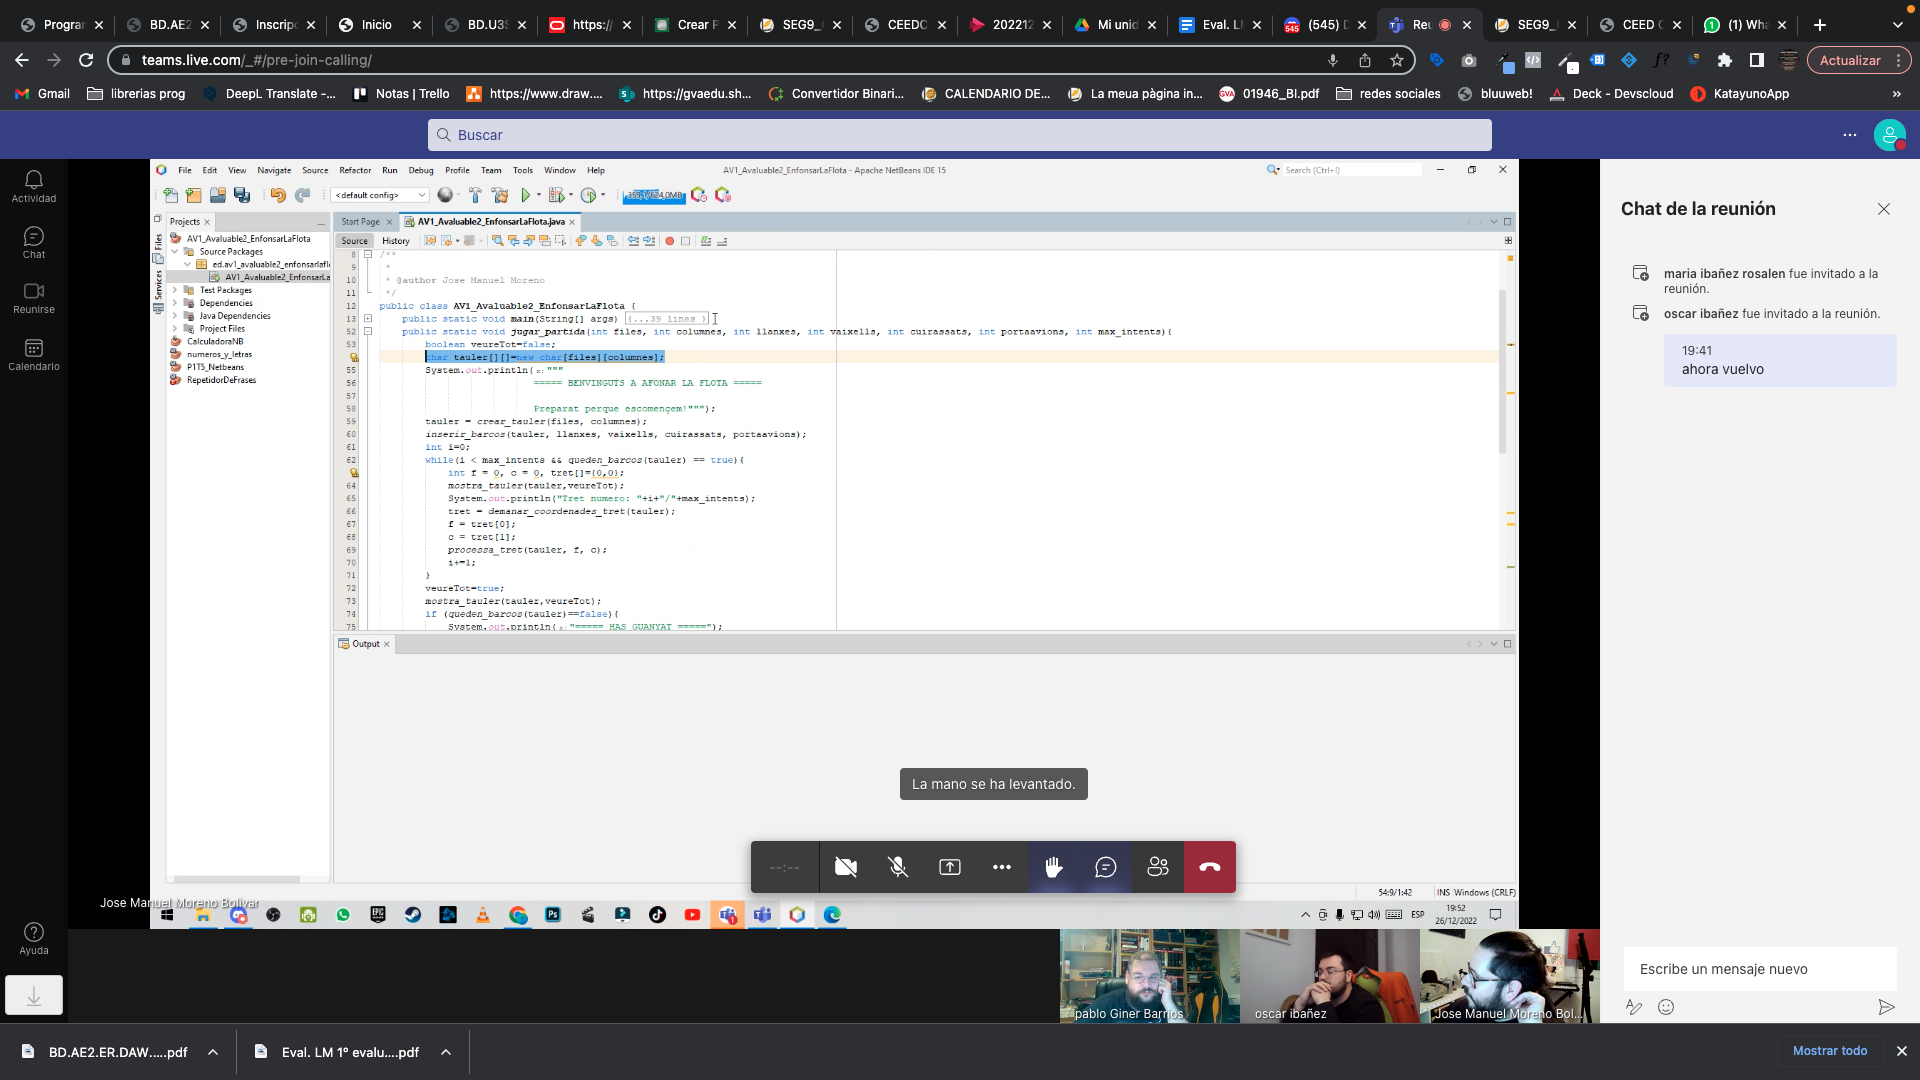 Progra
BD.AE2
Inscrip
Inicio
BD.U3S
https:/
Crear P
SEG9_
CEEDC
202212
Mi unid
Eval. LM
(545) D
Reu
SEG9_
CEED C
(1) Wha
teams.live.com/_#/pre-join-calling/
Actualizar
Gmail
librerias prog
DeepL Translate -...
Notas | Trello
https://www.draw....
https://gvaedu.sh...
Convertidor Binari...
CALENDARIO DE...
La meua pàgina in...
01946_BI.pdf
redes sociales
bluuweb!
Deck - Devscloud
KatayunoApp
»
Buscar
Actividad
Chat
Reunirse
Calendario
Ayuda
File Edit View Navigate Source Refactor Run Debug Profile Team Tools Window Help
AV1_Avaluable2_EnfonsarLaFlota - Apache NetBeans IDE 15
Search (Ctrl+I)
<default config>
Projects
Files
Services
AV1_Avaluable2_EnfonsarLaFlota
Source Packages
ed.av1_avaluable2_enfonsarlafl
AV1_Avaluable2_EnfonsarLa
Test Packages
Dependencies
Java Dependencies
Project Files
CalculadoraNB
numeros_y_letras
P1T5_Netbeans
RepetidorDeFrases
Start Page
AV1_Avaluable2_EnfonsarLaFlota.java
Source History
8 /**
9 *
10 * @author Jose Manuel Moreno
11 */
12 public class AV1_Avaluable2_EnfonsarLaFlota {
13 public static void main(String[] args) {...39 lines }
52 public static void jugar_partida(int files, int columnes, int llanxes, int vaixells, int cuirassats, int portaavions, int max_intents){
53 boolean veureTot=false;
char tauler[][]=new char[files][columnes];
55 System.out.println(s:"""
56 ===== BENVINGUTS A AFONAR LA FLOTA =====
57
58 Preparat perque escomençem!""");
59 tauler = crear_tauler(files, columnes);
60 inserir_barcos(tauler, llanxes, vaixells, cuirassats, portaavions);
61 int i=0;
62 while(i < max_intents && queden_barcos(tauler) == true){
int f = 0, c = 0, tret[]={0,0};
64 mostra_tauler(tauler,veureTot);
65 System.out.println("Tret numero: "+i+"/"+max_intents);
66 tret = demanar_coordenades_tret(tauler);
67 f = tret[0];
68 c = tret[1];
69 processa_tret(tauler, f, c);
70 i+=1;
71 }
72 veureTot=true;
73 mostra_tauler(tauler,veureTot);
74 if (queden_barcos(tauler)==false){
75 System.out.println(s:"===== HAS GUANYAT =====");
Output
La mano se ha levantado.
--:--
54:9/1:42
INS Windows (CRLF)
Jose Manuel Moreno Bolivar
ESP
19:52
26/12/2022
pablo Giner Barrios
oscar ibañez
Jose Manuel Moreno Bol...
Chat de la reunión
maria ibañez rosalen fue invitado a la
reunión.
oscar ibañez fue invitado a la reunión.
19:41
ahora vuelvo
Escribe un mensaje nuevo
BD.AE2.ER.DAW.....pdf
Eval. LM 1º evalu....pdf
Mostrar todo